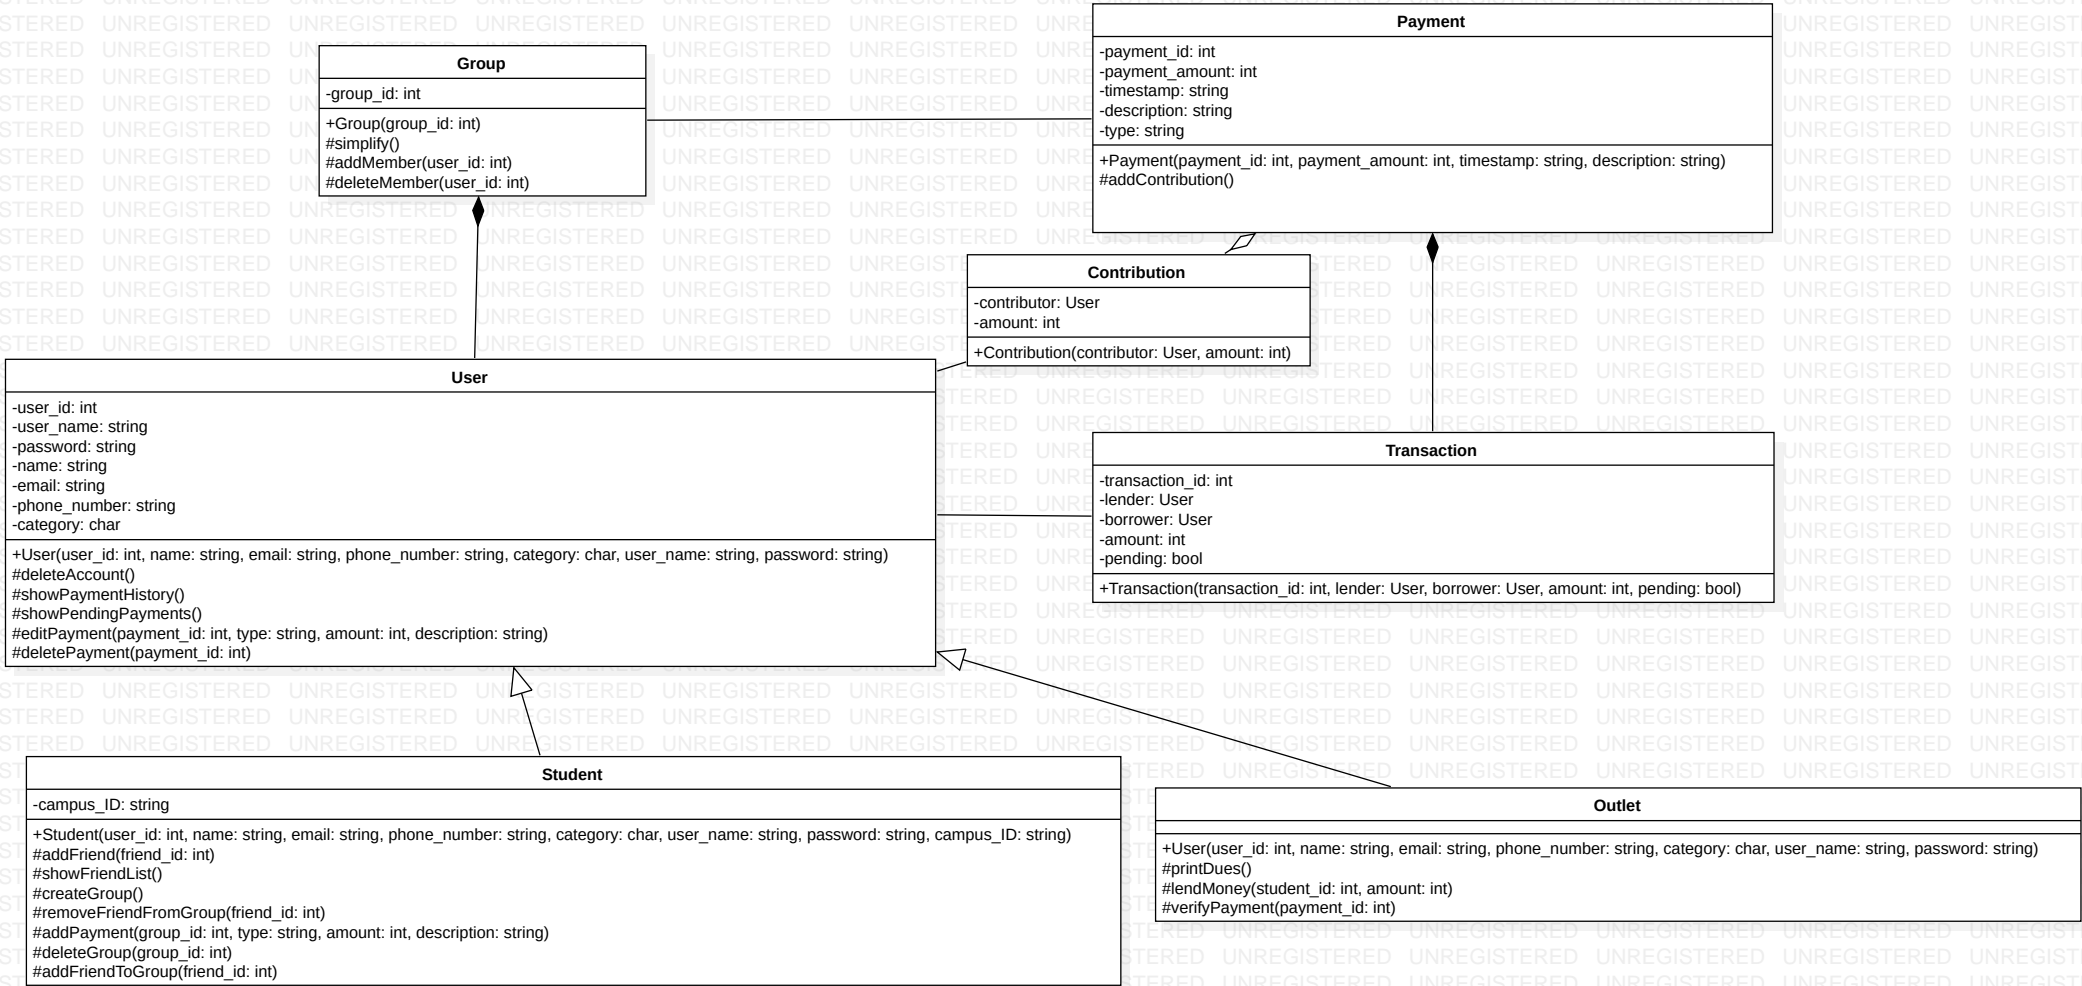 Group
-group_id: int
+Group(group_id: int)
#simplify()
#addMember(user_id: int)
#deleteMember(user_id: int)
Payment
-payment_id: int
-payment_amount: int
-timestamp: string
-description: string
-type: string
+Payment(payment_id: int, payment_amount: int, timestamp: string, description: string)
#addContribution()
Contribution
-contributor: User
-amount: int
+Contribution(contributor: User, amount: int)
User
-user_id: int
-user_name: string
-password: string
-name: string
-email: string
-phone_number: string
-category: char
+User(user_id: int, name: string, email: string, phone_number: string, category: char, user_name: string, password: string)
#deleteAccount()
#showPaymentHistory()
#showPendingPayments()
#editPayment(payment_id: int, type: string, amount: int, description: string)
#deletePayment(payment_id: int)
Transaction
-transaction_id: int
-lender: User
-borrower: User
-amount: int
-pending: bool
+Transaction(transaction_id: int, lender: User, borrower: User, amount: int, pending: bool)
Student
-campus_ID: string
+Student(user_id: int, name: string, email: string, phone_number: string, category: char, user_name: string, password: string, campus_ID: string)
#addFriend(friend_id: int)
#showFriendList()
#createGroup()
#removeFriendFromGroup(friend_id: int)
#addPayment(group_id: int, type: string, amount: int, description: string)
#deleteGroup(group_id: int)
#addFriendToGroup(friend_id: int)
Outlet
+User(user_id: int, name: string, email: string, phone_number: string, category: char, user_name: string, password: string)
#printDues()
#lendMoney(student_id: int, amount: int)
#verifyPayment(payment_id: int)
UNREGISTERED